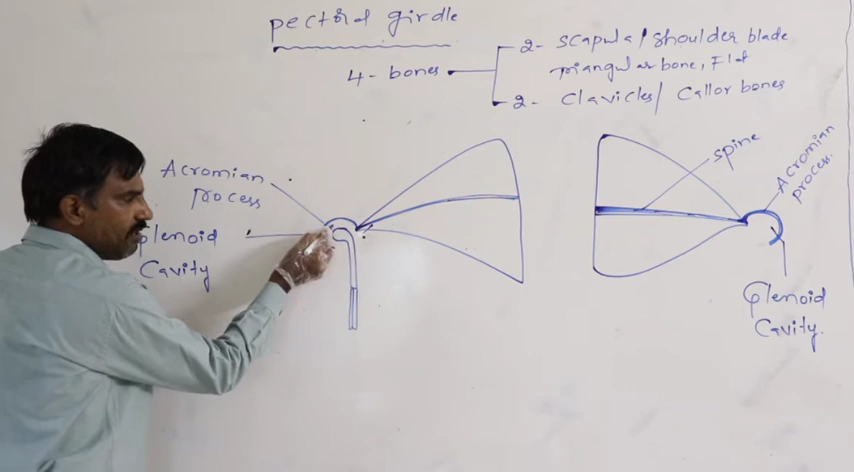 pectoral girdle
4 - bones
2 - Scapula / Shoulder blade
Triangular bone, Flat
2 - Clavicles / Callor bones
Acromian
process
Glenoid
Cavity
spine
Acromian
process.
Glenoid
Cavity.